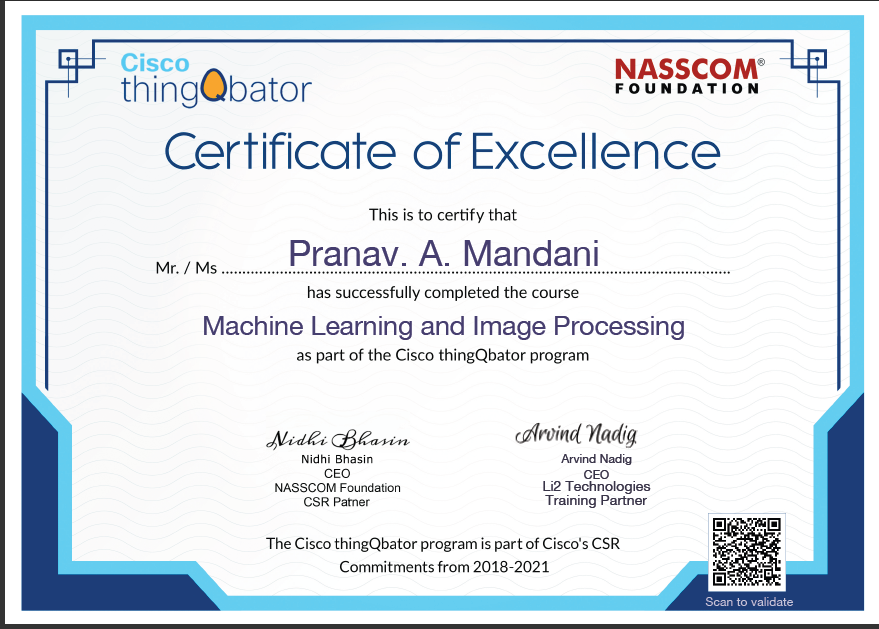 Cisco
thingQbator
NASSCOM®
FOUNDATION
Certificate of Excellence
This is to certify that
Mr. / Ms ........ Pranav. A. Mandani ........
has successfully completed the course
Machine Learning and Image Processing
as part of the Cisco thingQbator program
Nidhi Bhasin
Nidhi Bhasin
CEO
NASSCOM Foundation
CSR Patner
Arvind Nadig
Arvind Nadig
CEO
Li2 Technologies
Training Partner
The Cisco thingQbator program is part of Cisco's CSR
Commitments from 2018-2021
Scan to validate